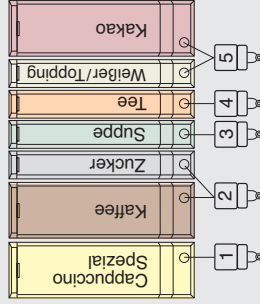 Kakao
Weißer/Topping
Tee
Suppe
Zucker
Kaffee
Cappuccino
Spezial
5
4
3
2
1